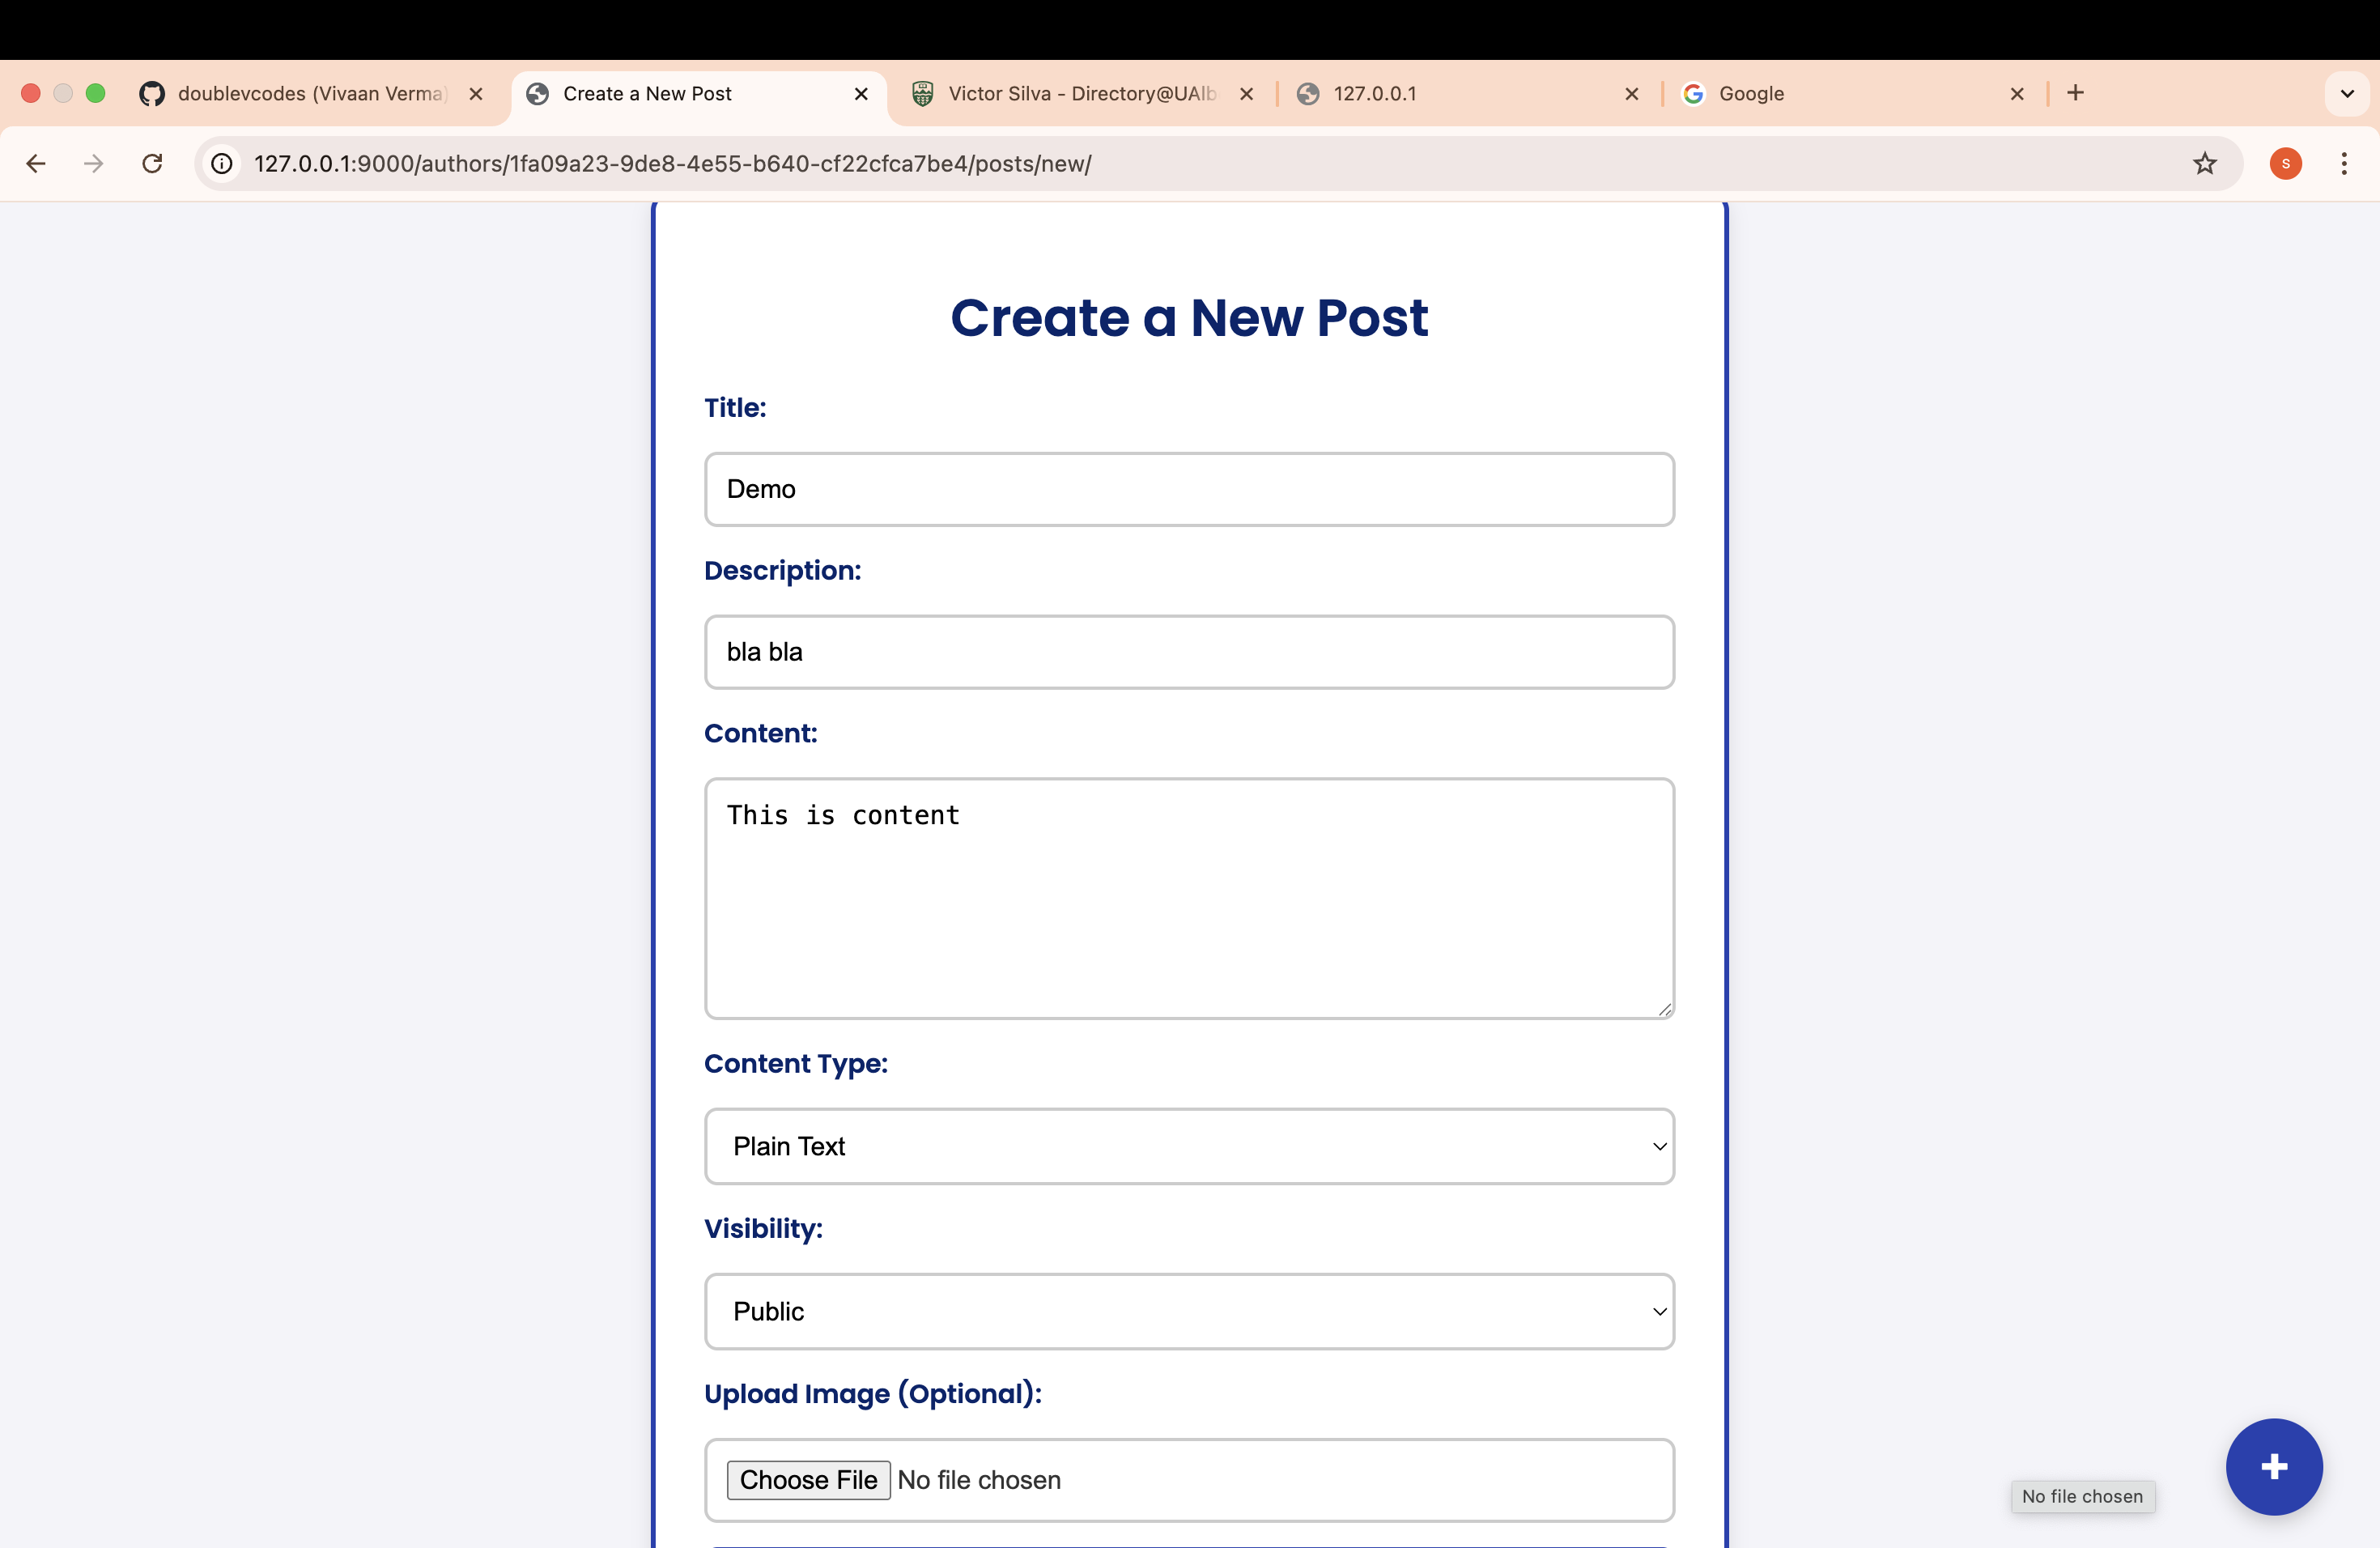 doublevcodes (Vivaan Verma)
Create a New Post
Victor Silva - Directory@UAlb
127.0.0.1
Google
127.0.0.1:9000/authors/1fa09a23-9de8-4e55-b640-cf22cfca7be4/posts/new/
S
Create a New Post
Title:
Demo
Description:
bla bla
Content:
This is content
Content Type:
Plain Text
Visibility:
Public
Upload Image (Optional):
Choose File No file chosen
No file chosen